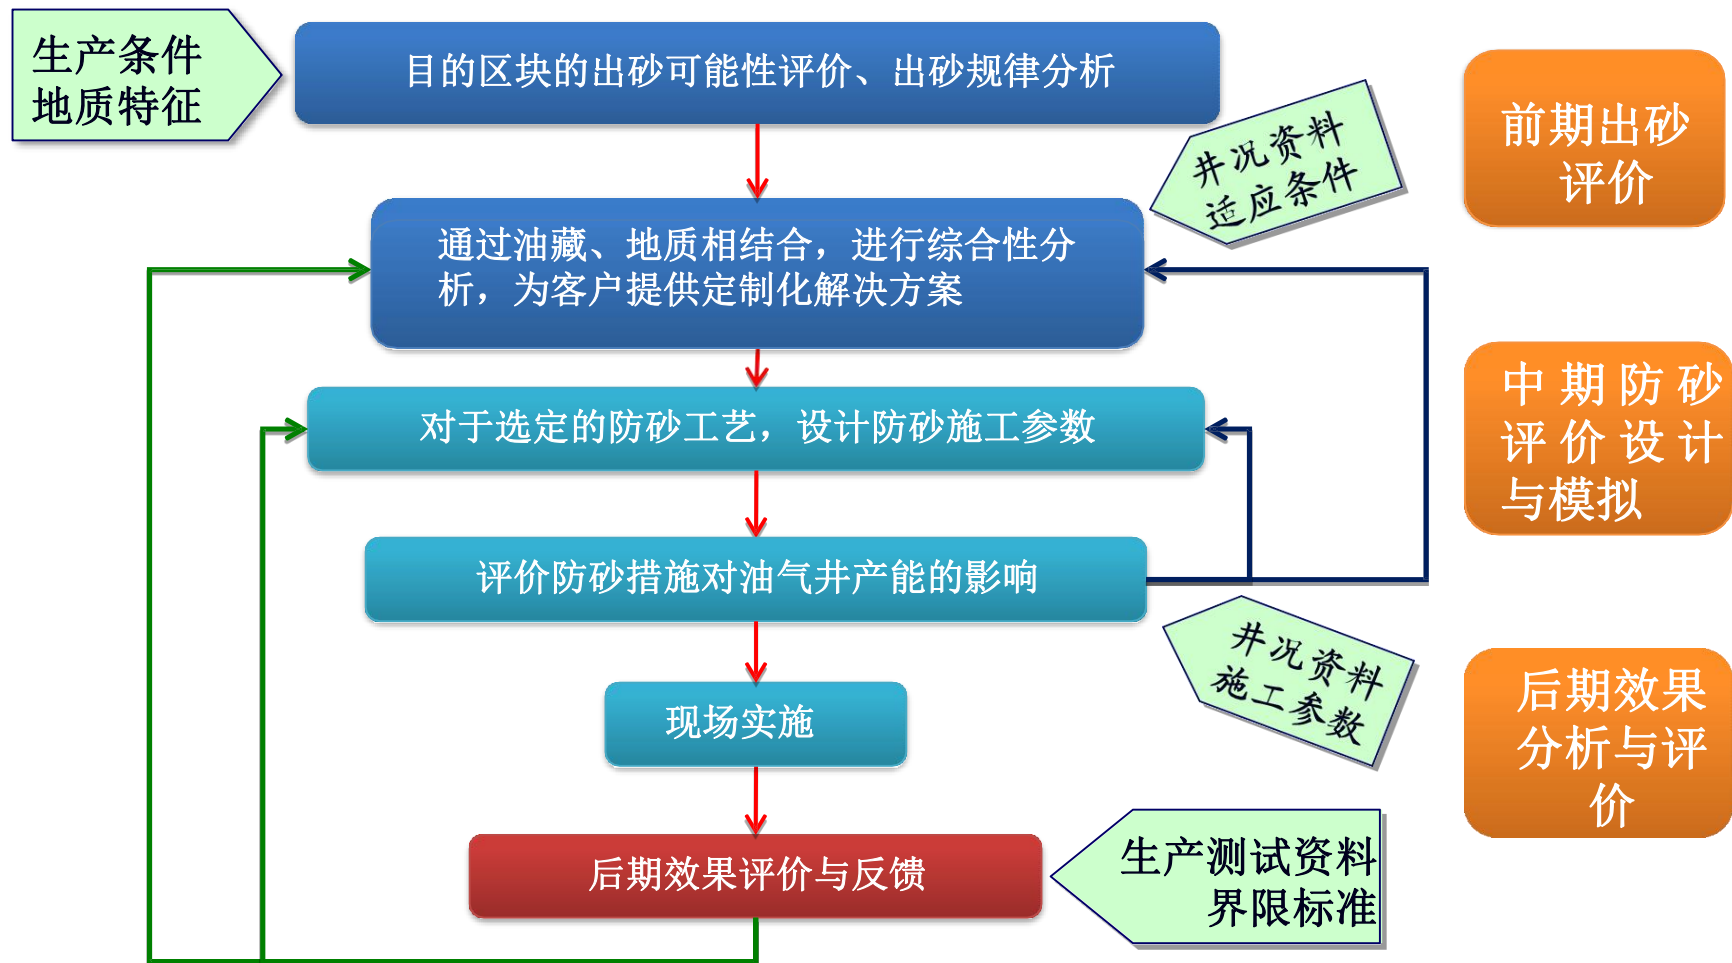 生产条件
地质特征
目的区块的出砂可能性评价、出砂规律分析
井况资料
适应条件
前期出砂
评价
通过油藏、地质相结合，进行综合性分
析，为客户提供定制化解决方案
对于选定的防砂工艺，设计防砂施工参数
中期防砂
评价设计
与模拟
评价防砂措施对油气井产能的影响
井况资料
施工参数
现场实施
后期效果
分析与评
价
后期效果评价与反馈
生产测试资料
界限标准